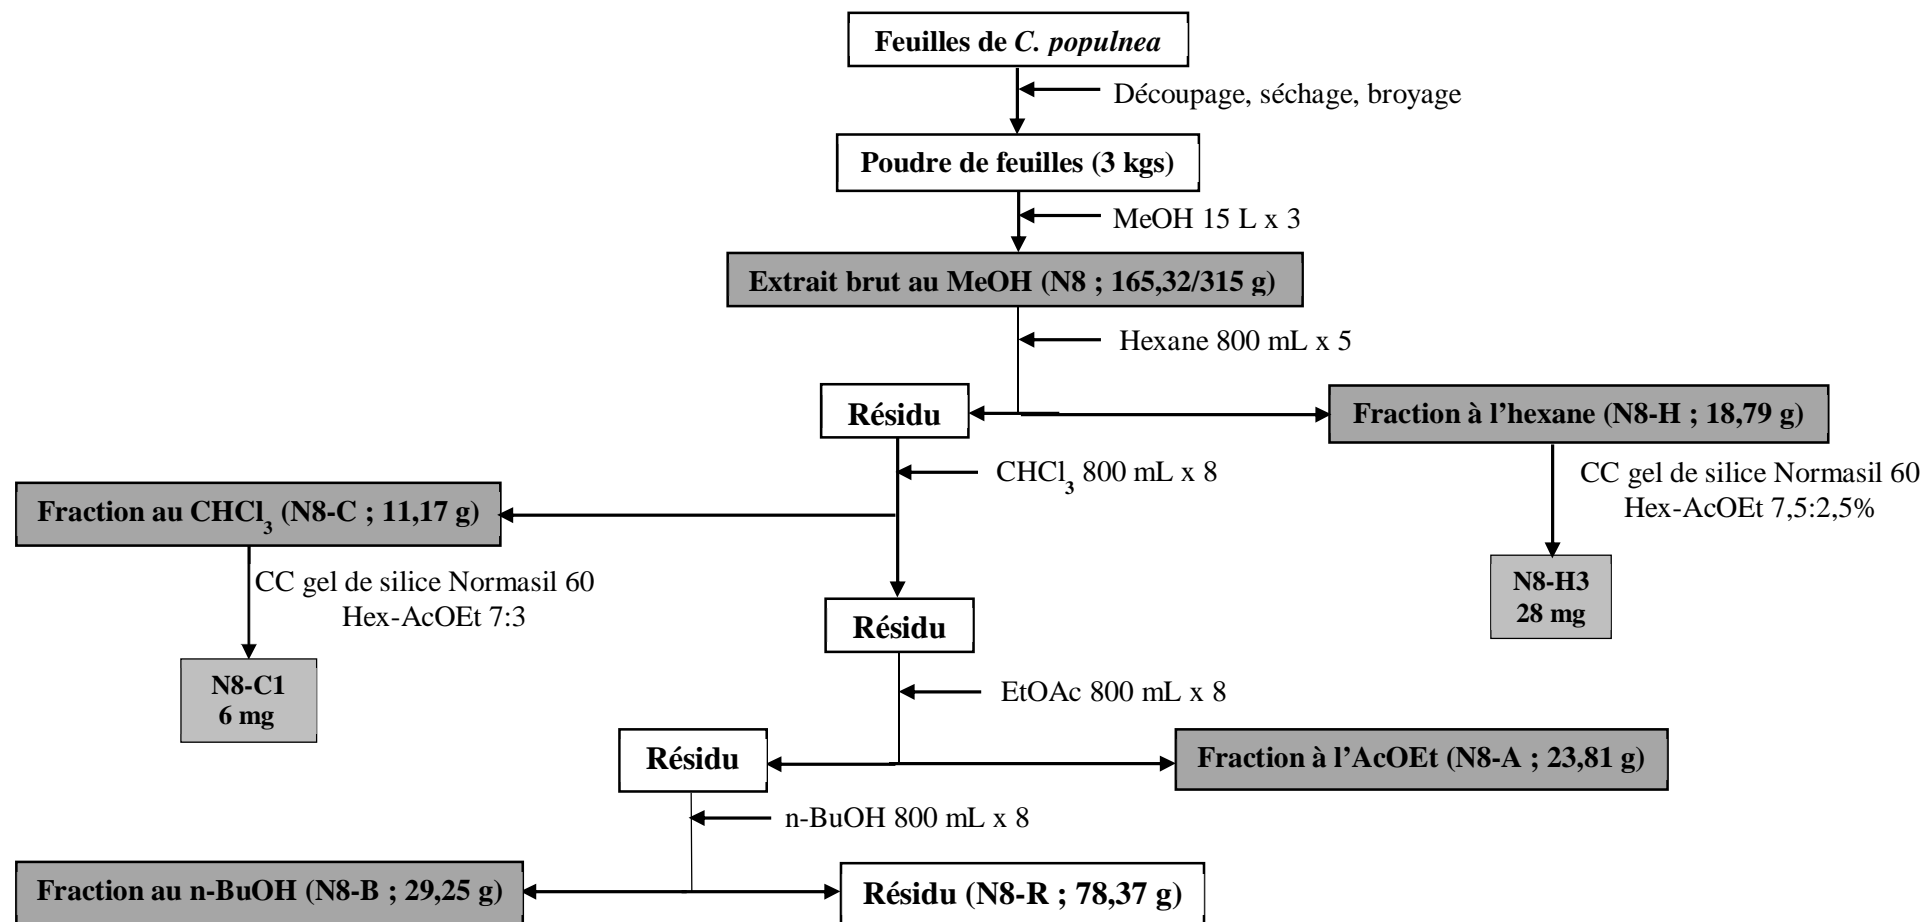 Feuilles de C. populnea
Découpage, séchage, broyage
Poudre de feuilles (3 kgs)
MeOH 15 L x 3
Extrait brut au MeOH (N8 ; 165,32/315 g)
Hexane 800 mL x 5
Résidu
Fraction à l’hexane (N8-H ; 18,79 g)
CHCl3 800 mL x 8
CC gel de silice Normasil 60
Hex-AcOEt 7,5:2,5%
Fraction au CHCl3 (N8-C ; 11,17 g)
CC gel de silice Normasil 60
Hex-AcOEt 7:3
N8-H3
28 mg
Résidu
N8-C1
6 mg
EtOAc 800 mL x 8
Résidu
Fraction à l’AcOEt (N8-A ; 23,81 g)
n-BuOH 800 mL x 8
Fraction au n-BuOH (N8-B ; 29,25 g)
Résidu (N8-R ; 78,37 g)